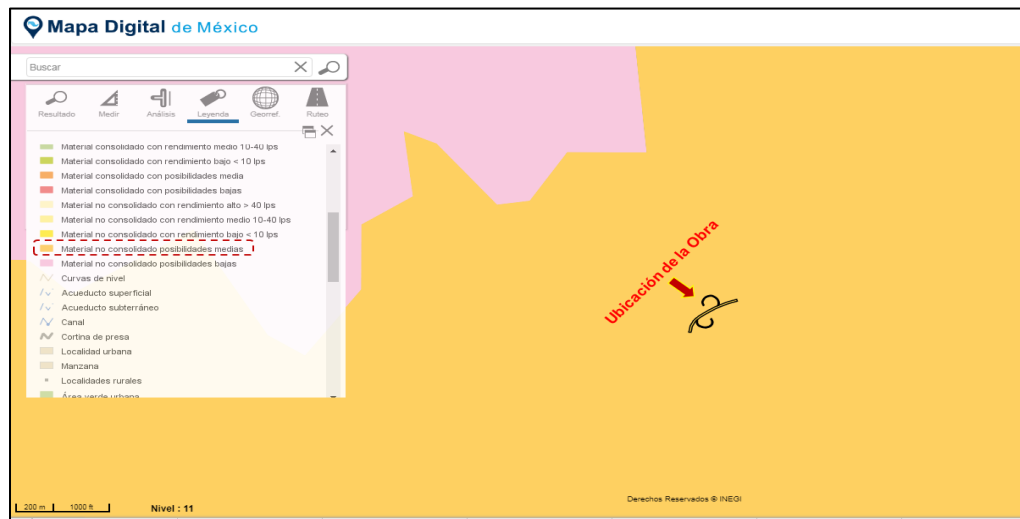 Mapa Digital de México
Buscar
Resultado Medir Análisis Leyenda Georref. Ruteo
Material consolidado con rendimiento medio 10-40 lps
Material consolidado con rendimiento bajo < 10 lps
Material consolidado con posibilidades media
Material consolidado con posibilidades bajas
Material no consolidado con rendimiento alto > 40 lps
Material no consolidado con rendimiento medio 10-40 lps
Material no consolidado con rendimiento bajo < 10 lps
Material no consolidado posibilidades medias
Material no consolidado posibilidades bajas
Curvas de nivel
Acueducto superficial
Acueducto subterráneo
Canal
Cortina de presa
Localidad urbana
Manzana
Localidades rurales
Área verde urbana
Ubicación de la Obra
Derechos Reservados © INEGI
200 m 1000 ft Nivel : 11